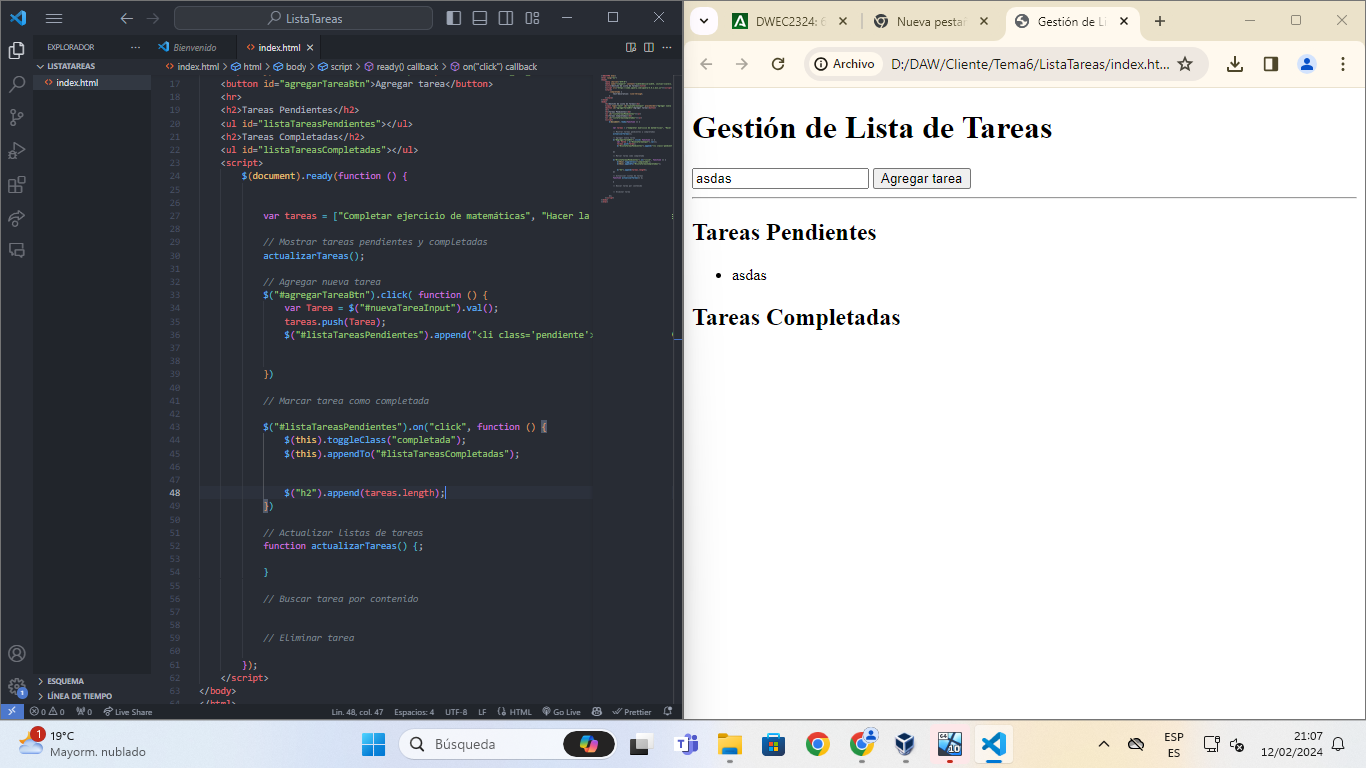 ListaTareas
EXPLORADOR
LISTATAREAS
index.html
Bienvenido
index.html
index.html > html > body > script > ready() callback > on("click") callback
17 <button id="agregarTareaBtn">Agregar tarea</button>
18 <hr>
19 <h2>Tareas Pendientes</h2>
20 <ul id="listaTareasPendientes"></ul>
21 <h2>Tareas Completadas</h2>
22 <ul id="listaTareasCompletadas"></ul>
23 <script>
24 $(document).ready(function () {
25
26
27 var tareas = ["Completar ejercicio de matemáticas", "Hacer la
28
29 // Mostrar tareas pendientes y completadas
30 actualizarTareas();
31
32 // Agregar nueva tarea
33 $("#agregarTareaBtn").click( function () {
34 var Tarea = $("#nuevaTareaInput").val();
35 tareas.push(Tarea);
36 $("#listaTareasPendientes").append("<li class='pendiente'>
37
38
39 })
40
41 // Marcar tarea como completada
42
43 $("#listaTareasPendientes").on("click", function () {
44 $(this).toggleClass("completada");
45 $(this).appendTo("#listaTareasCompletadas");
46
47
48 $("h2").append(tareas.length);
49 })
50
51 // Actualizar listas de tareas
52 function actualizarTareas() {;
53
54 }
55
56 // Buscar tarea por contenido
57
58
59 // Eliminar tarea
60
61 });
62 </script>
63 </body>
64 </html>
ESQUEMA
LÍNEA DE TIEMPO
1
0 0 0 Live Share Lín. 48, col. 47 Espacios: 4 UTF-8 LF HTML Go Live Prettier
DWEC2324: 6
Nueva pestañ
Gestión de Li
Archivo D:/DAW/Cliente/Tema6/ListaTareas/index.ht...
Gestión de Lista de Tareas
asdas Agregar tarea
Tareas Pendientes
• asdas
Tareas Completadas
1
19°C
Mayorm. nublado
Búsqueda
ESP
ES
21:07
12/02/2024